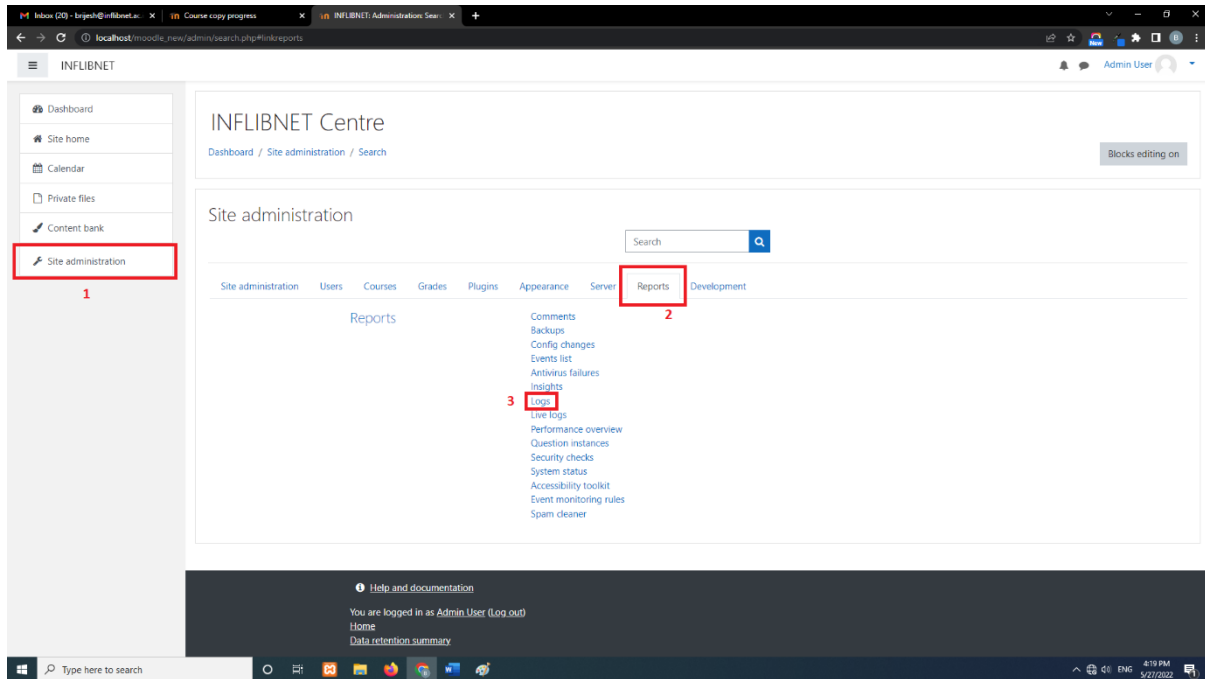 Inbox (20) - brijesh@inflibnet.ac. Course copy progress INFLIBNET: Administration: Sear
localhost/moodle_new/admin/search.php#linkreports
New
B
INFLIBNET
Admin User
Dashboard
Site home
Calendar
Private files
Content bank
Site administration
1
INFLIBNET Centre
Dashboard / Site administration / Search
Blocks editing on
Site administration
Search
Site administration Users Courses Grades Plugins Appearance Server Reports Development
2
Reports
Comments
Backups
Config changes
Events list
Antivirus failures
Insights
3 Logs
Live logs
Performance overview
Question instances
Security checks
System status
Accessibility toolkit
Event monitoring rules
Spam cleaner
Help and documentation
You are logged in as Admin User (Log out)
Home
Data retention summary
Type here to search
ENG
4:19 PM
5/27/2022